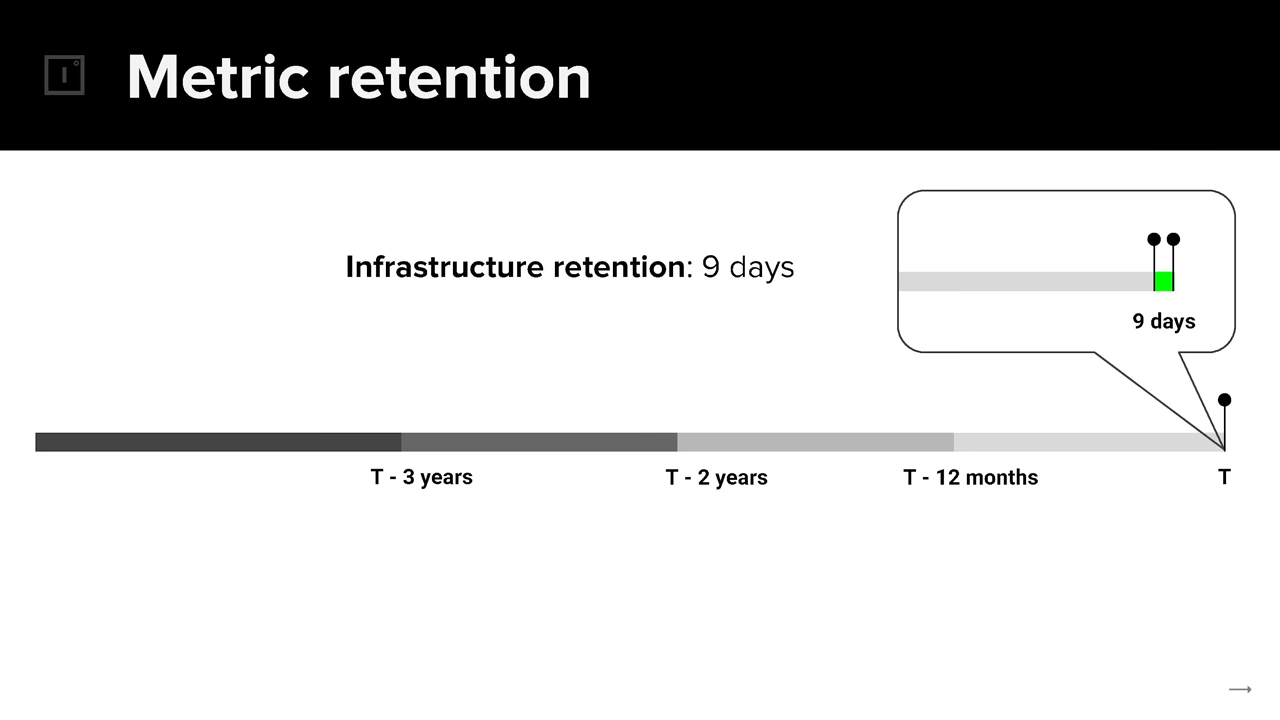 Metric retention
Infrastructure retention: 9 days
9 days
T - 3 years
T - 2 years
T - 12 months
T